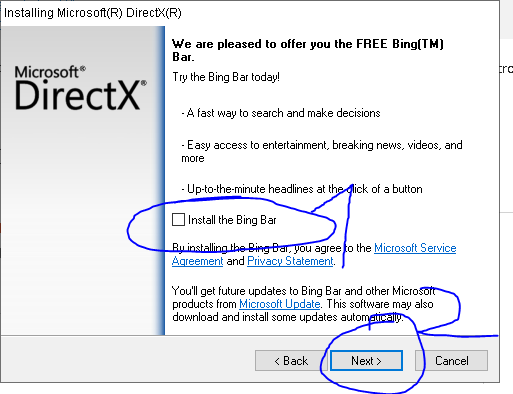 Installing Microsoft(R) DirectX(R)
We are pleased to offer you the FREE Bing(TM)
Bar.
Microsoft®
DirectX®
Try the Bing Bar today!
- A fast way to search and make decisions
- Easy access to entertainment, breaking news, videos, and
more
- Up-to-the-minute headlines at the click of a button
Install the Bing Bar
1
By installing the Bing Bar, you agree to the Microsoft Service
Agreement and Privacy Statement.
You'll get future updates to Bing Bar and other Microsoft
products from Microsoft Update. This software may also
download and install some updates automatically.
2
< Back
Next >
Cancel
tro